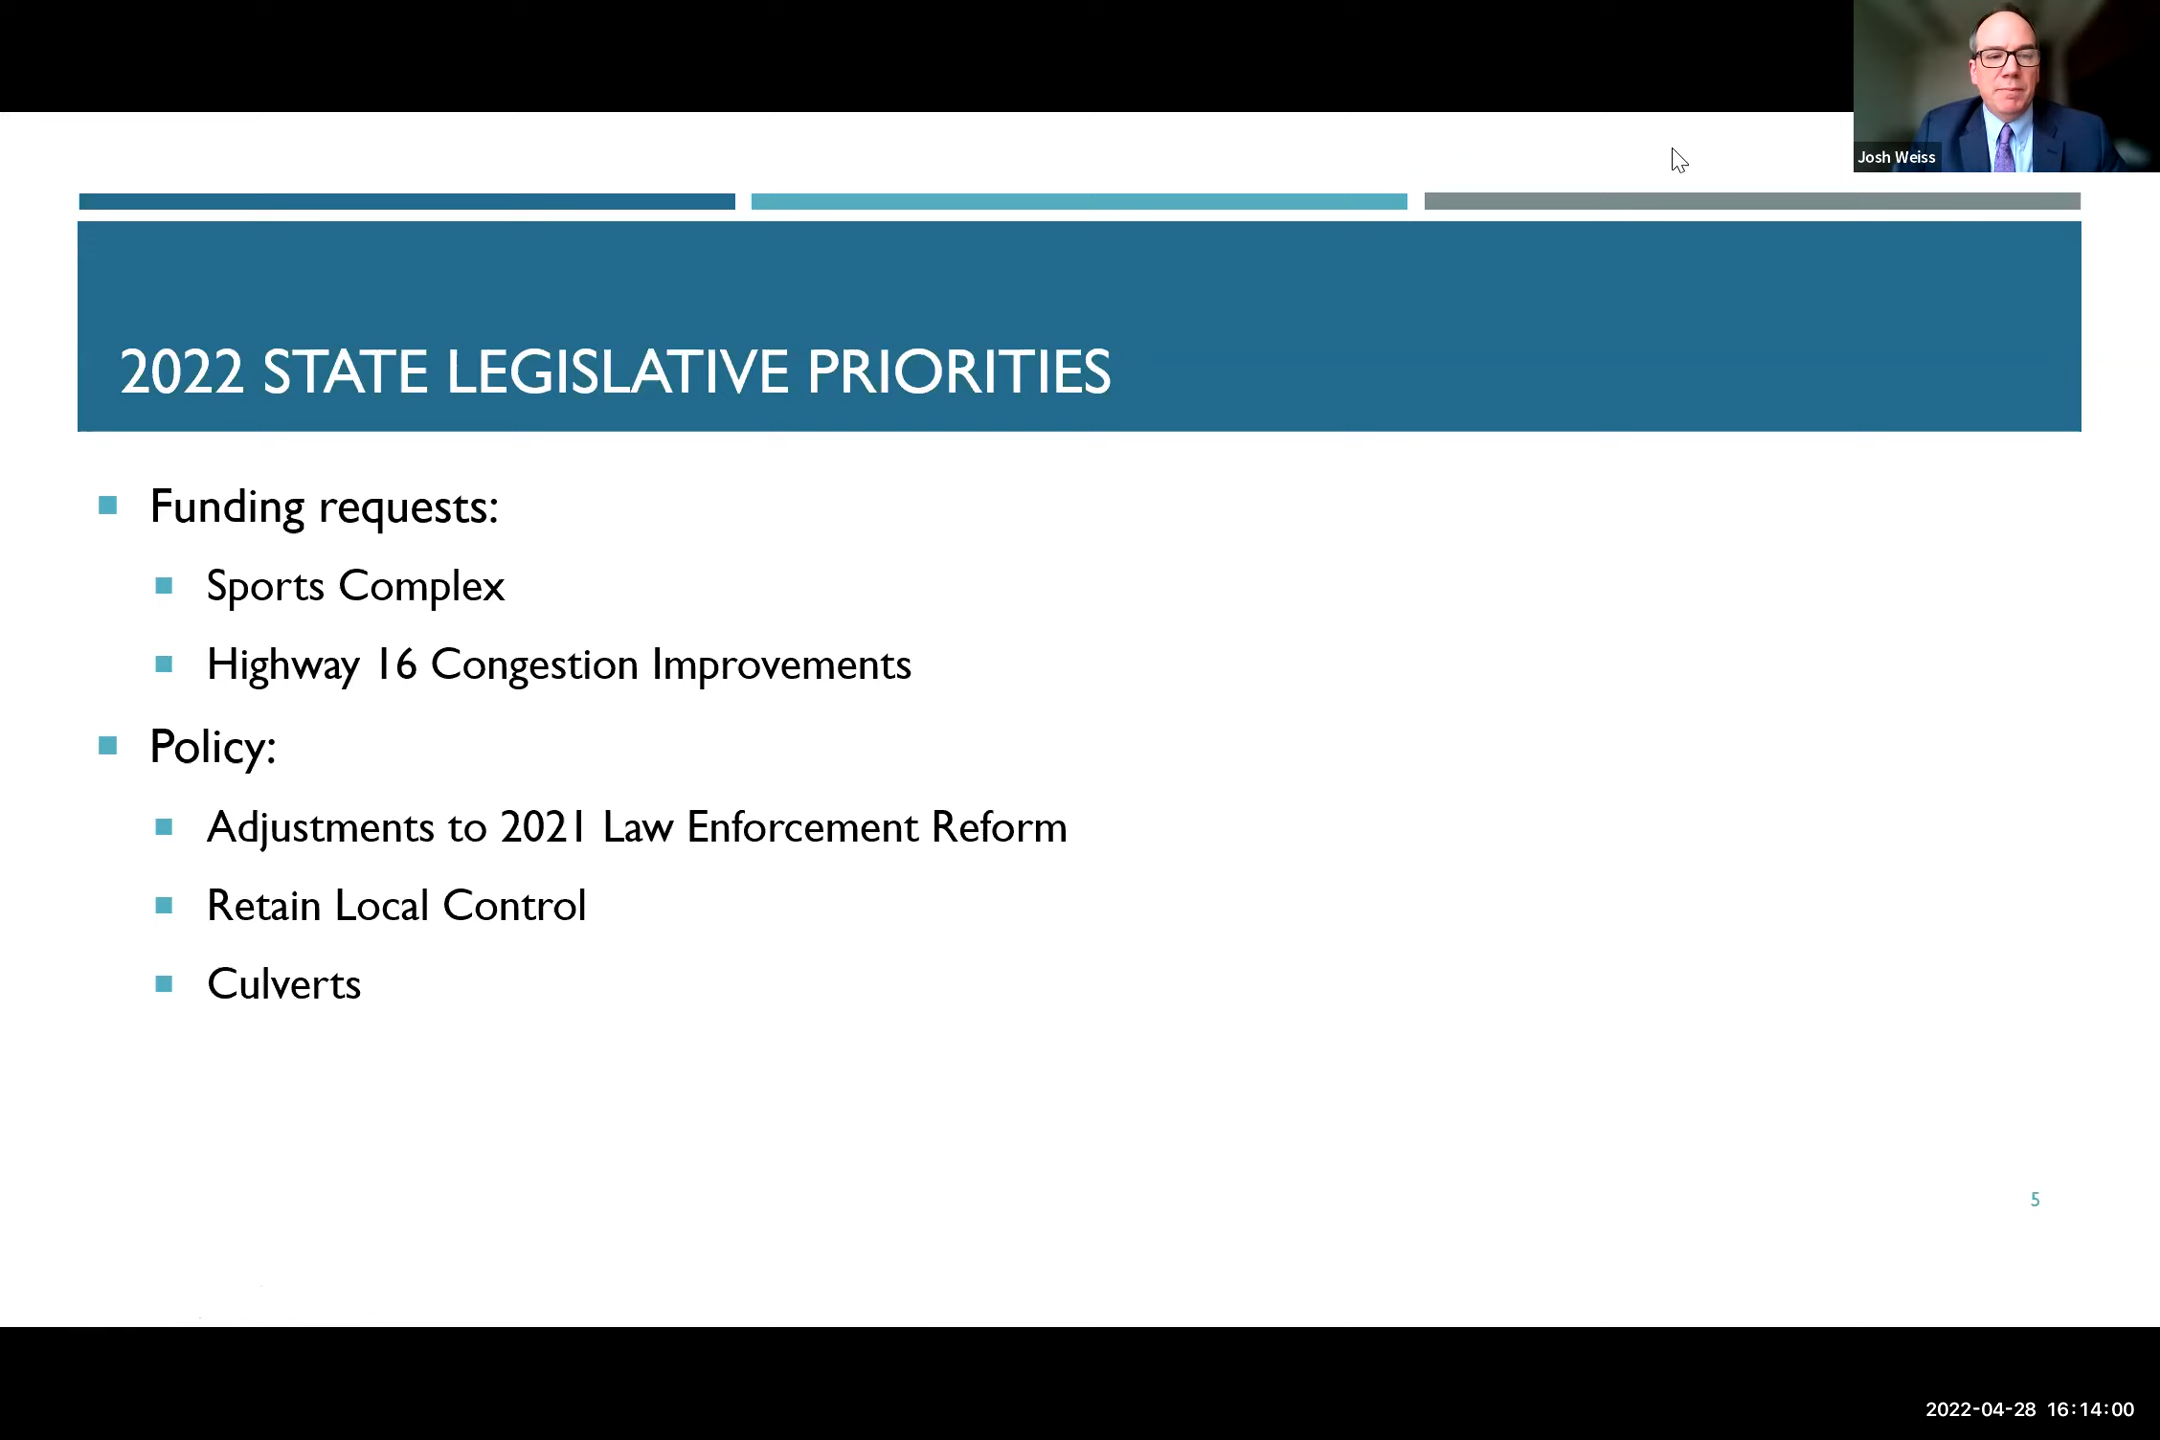 Josh Weiss
2022 STATE LEGISLATIVE PRIORITIES
Funding requests:
Sports Complex
Highway 16 Congestion Improvements
Policy:
Adjustments to 2021 Law Enforcement Reform
Retain Local Control
Culverts
5
2022-04-28 16:14:00